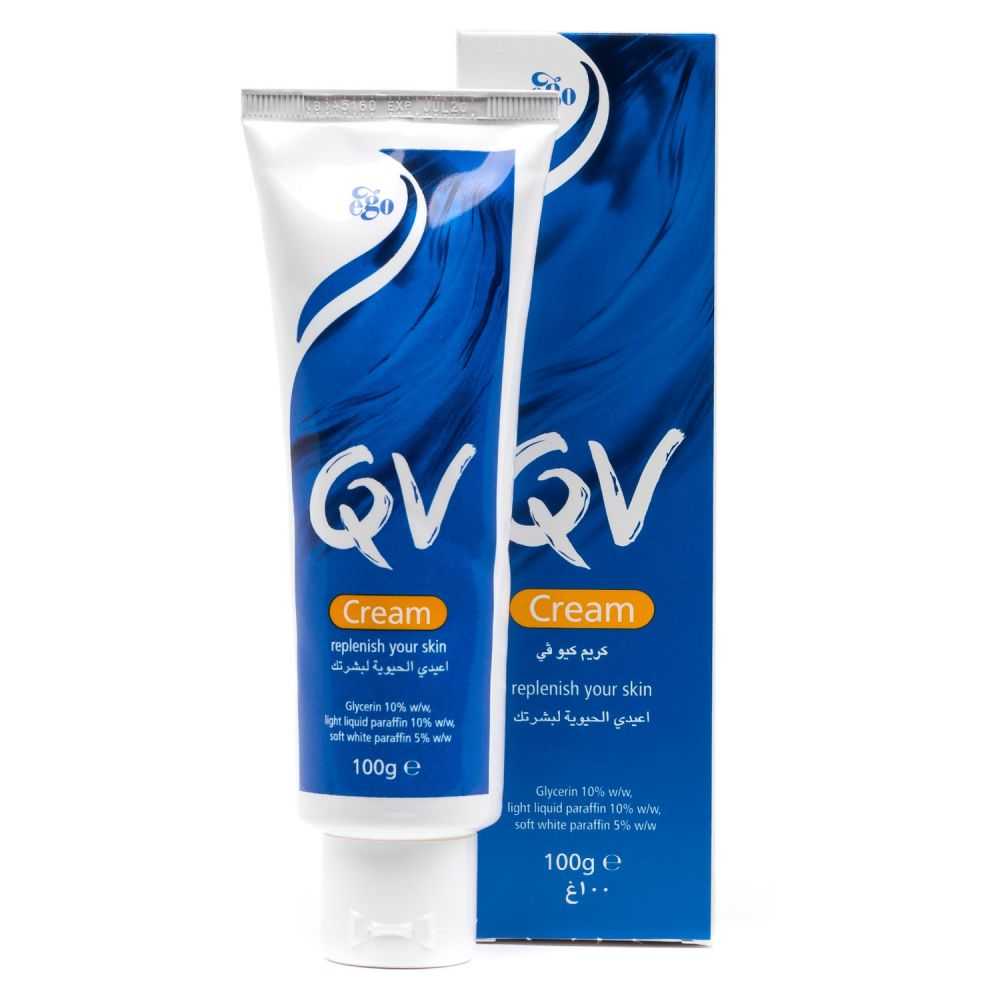 EXP JUL20
ego
QV
Cream
replenish your skin
اعيدي الحيوية لبشرتك
Glycerin 10% w/w,
light liquid paraffin 10% w/w,
soft white paraffin 5% w/w
100g ℮
ego
QV
Cream
كريم كيو في
replenish your skin
اعيدي الحيوية لبشرتك
Glycerin 10% w/w,
light liquid paraffin 10% w/w,
soft white paraffin 5% w/w
100g ℮
١٠٠غ